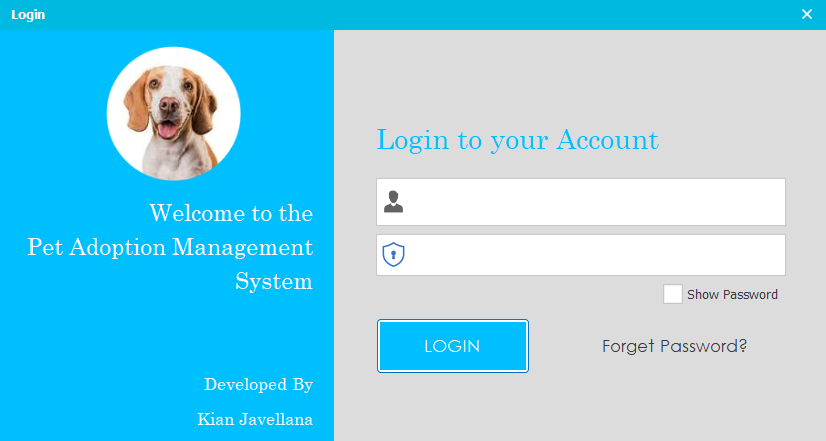 Login
Welcome to the
Pet Adoption Management
System
Developed By
Kian Javellana
Login to your Account
Show Password
LOGIN
Forget Password?